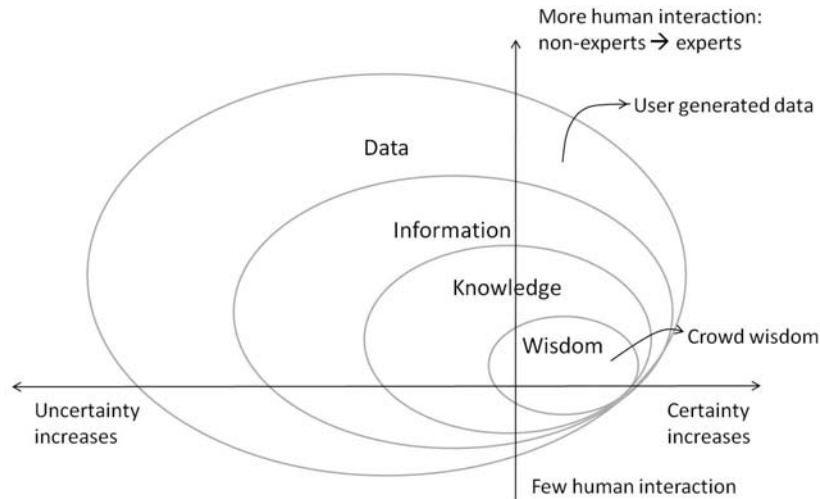 More human interaction:
non-experts → experts
User generated data
Data
Information
Knowledge
Wisdom
Crowd wisdom
Uncertainty
increases
Certainty
increases
Few human interaction